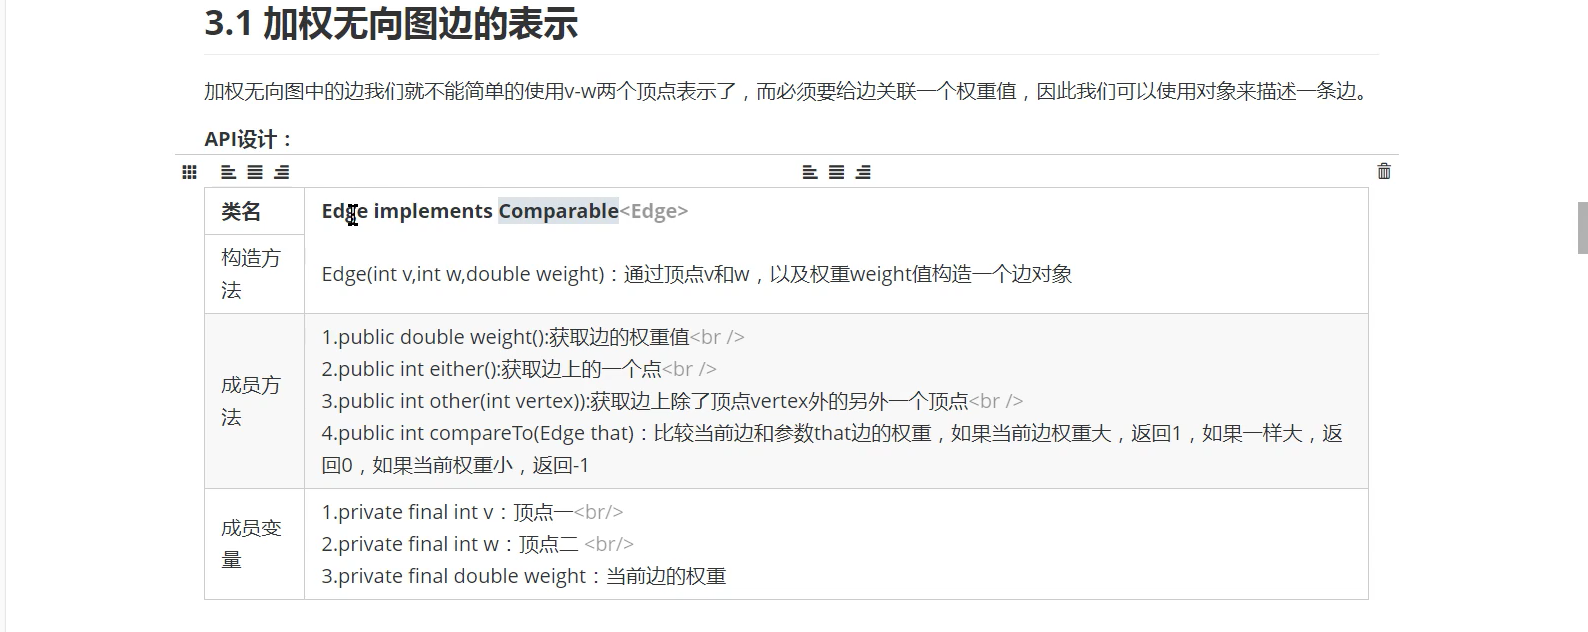 3.1 加权无向图边的表示
加权无向图中的边我们就不能简单的使用v-w两个顶点表示了，而必须要给边关联一个权重值，因此我们可以使用对象来描述一条边。
API设计：
类名
Edge implements Comparable<Edge>
构造方
法
Edge(int v,int w,double weight)：通过顶点v和w，以及权重weight值构造一个边对象
成员方
法
1.public double weight():获取边的权重值<br />
2.public int either():获取边上的一个点<br />
3.public int other(int vertex)):获取边上除了顶点vertex外的另外一个顶点<br />
4.public int compareTo(Edge that)：比较当前边和参数that边的权重，如果当前边权重大，返回1，如果一样大，返
回0，如果当前权重小，返回-1
成员变
量
1.private final int v：顶点一<br/>
2.private final int w：顶点二 <br/>
3.private final double weight：当前边的权重